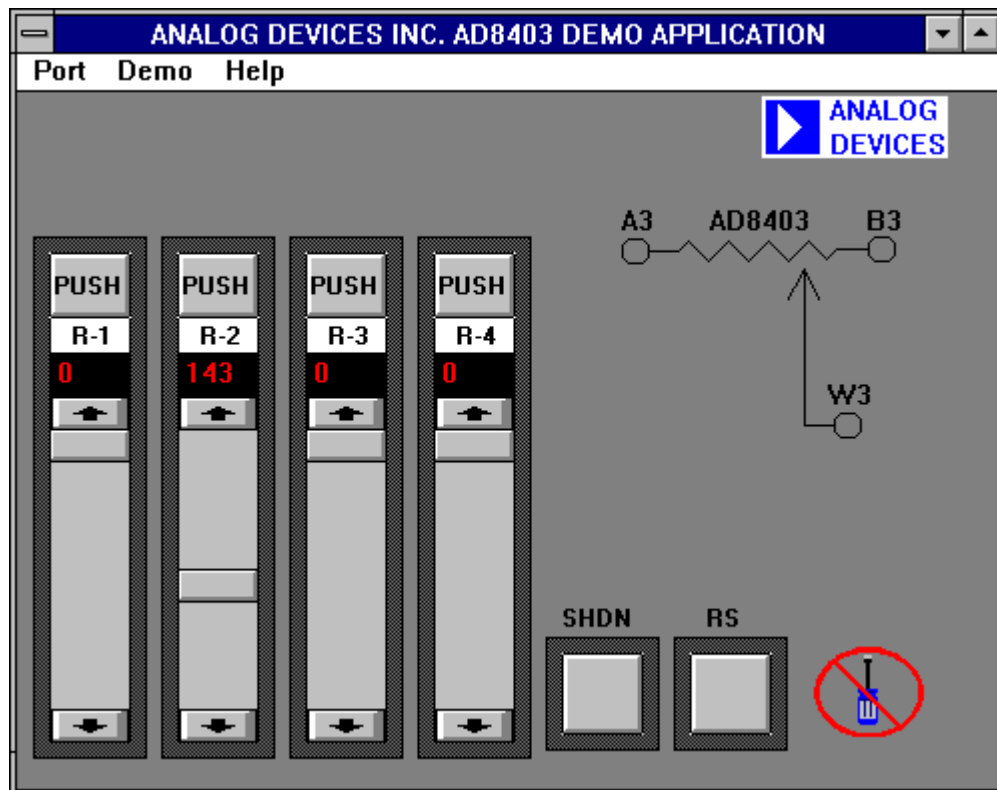 ANALOG DEVICES INC. AD8403 DEMO APPLICATION
Port Demo Help
ANALOG
DEVICES
A3 AD8403 B3
PUSH PUSH PUSH PUSH
R-1 R-2 R-3 R-4
0 143 0 0
W3
SHDN RS